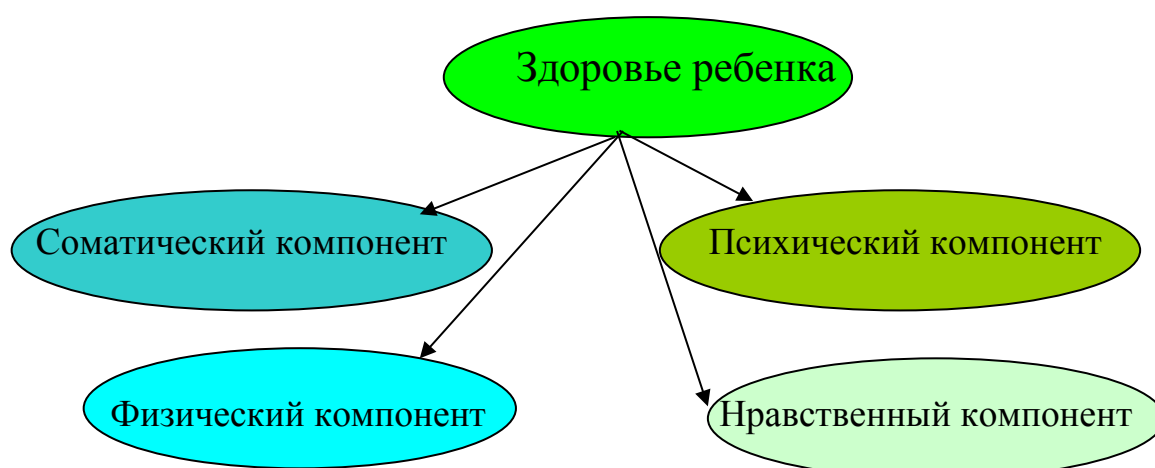 Здоровье ребенка
Соматический компонент
Психический компонент
Физический компонент
Нравственный компонент